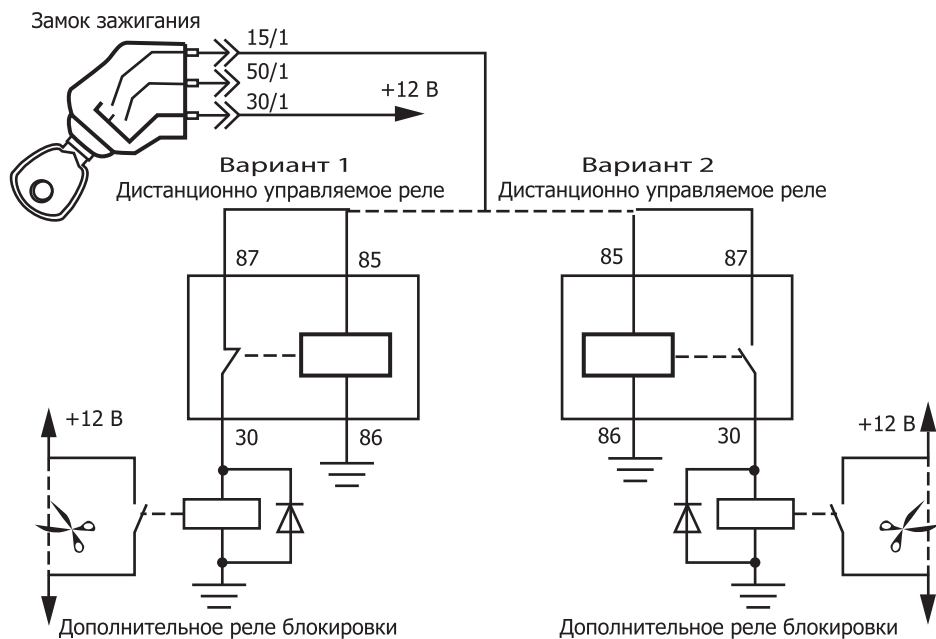 Замок зажигания
15/1
50/1
30/1
+12 В
Вариант 1
Дистанционно управляемое реле
Вариант 2
Дистанционно управляемое реле
87
85
85
87
30
86
86
30
+12 В
+12 В
Дополнительное реле блокировки
Дополнительное реле блокировки